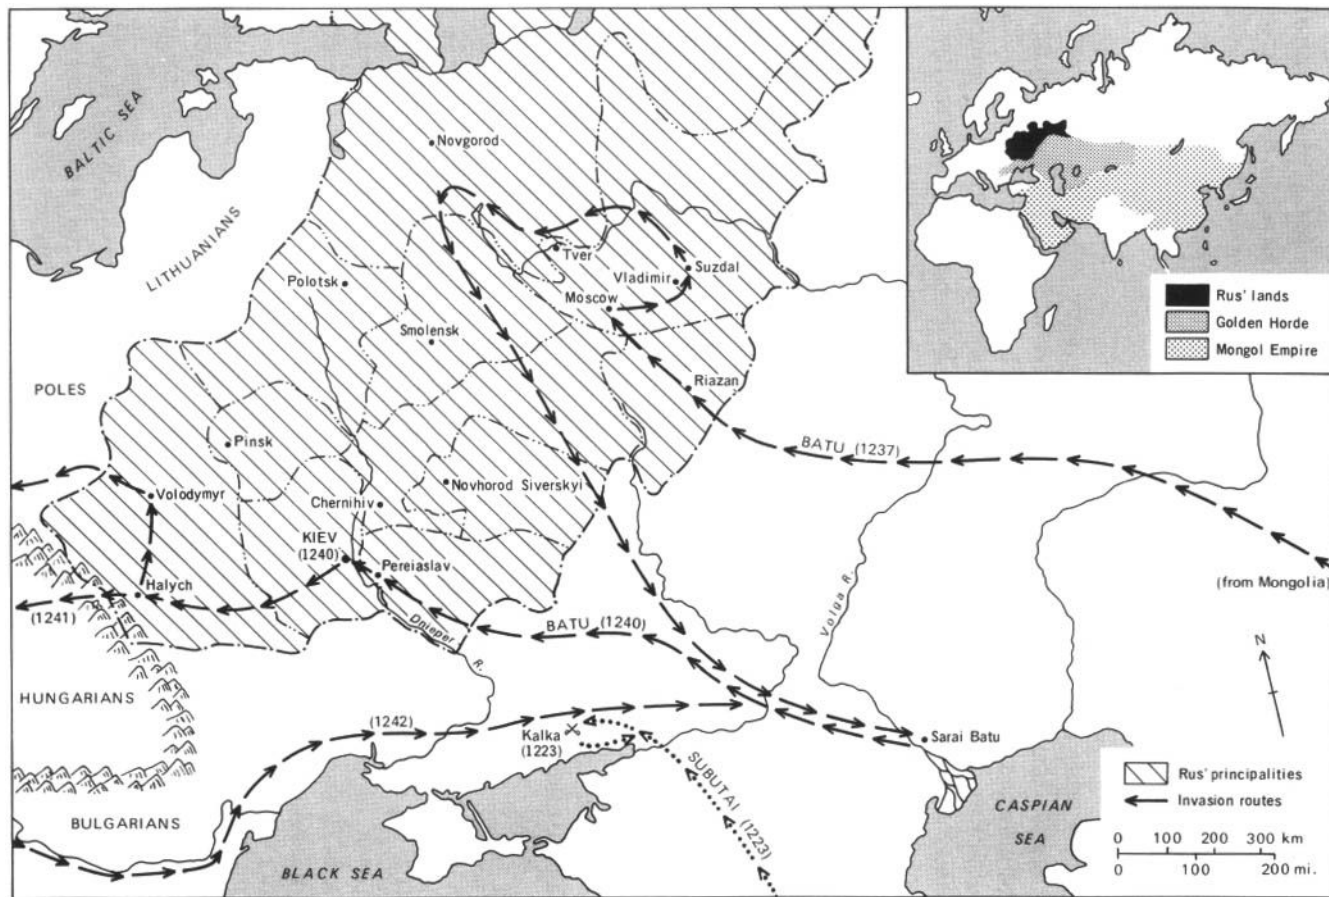 BALTIC SEA
LITHUANIANS
POLES
HUNGARIANS
BULGARIANS
Novgorod
Tver
Suzdal
Vladimir
Moscow
Polotsk
Smolensk
Riazan
Pinsk
Novhorod Siverskyi
Volodymyr
Chernihiv
KIEV
(1240)
Pereiaslav
Halych
(1241)
Dnieper
R.
BATU (1237)
BATU (1240)
(from Mongolia)
Volga R.
(1242)
Kalka
(1223)
SUBUTAI (1223)
Sarai Batu
BLACK SEA
CASPIAN
SEA
N
Rus' lands
Golden Horde
Mongol Empire
Rus' principalities
Invasion routes
0 100 200 300 km
0 100 200 mi.